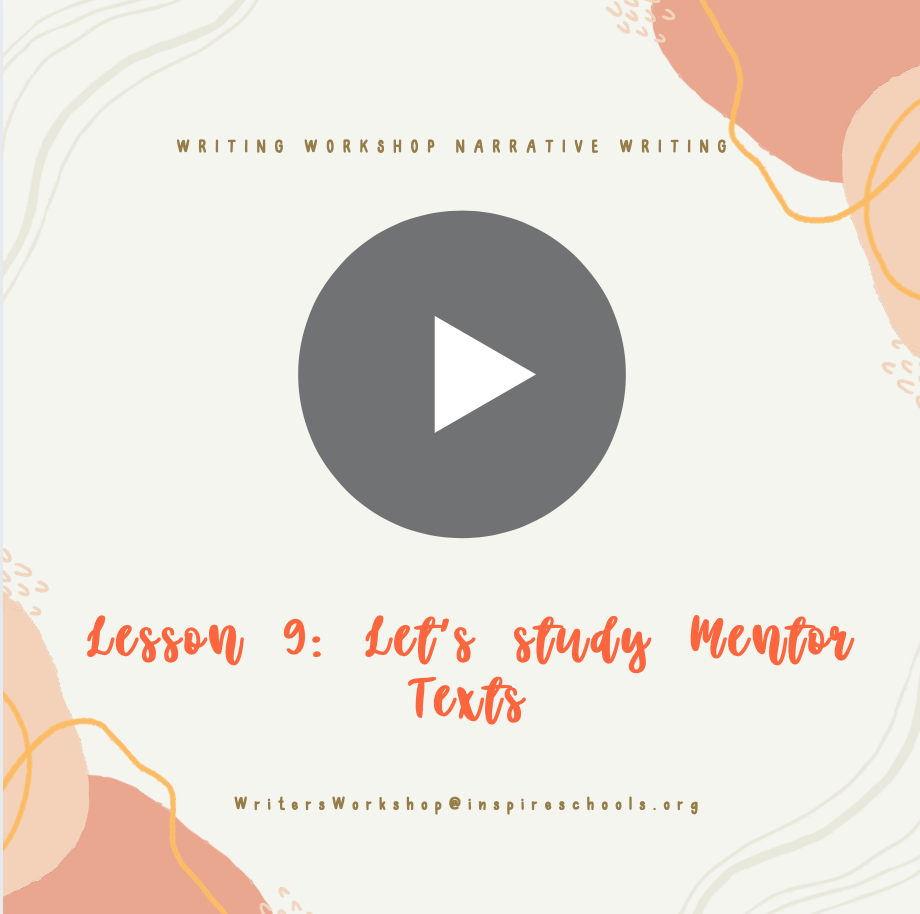 WRITING WORKSHOP NARRATIVE WRITING
Lesson 9: Let's study Mentor
Texts
WritersWorkshop@inspireschools.org